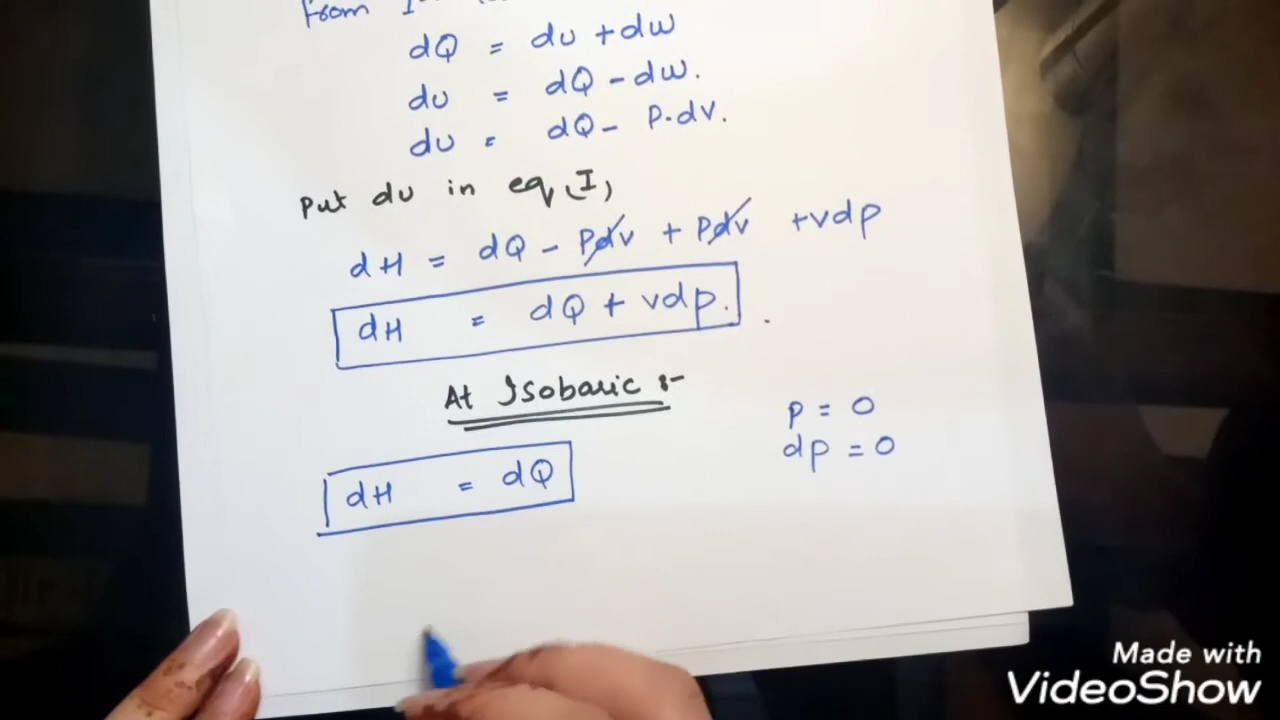 from I
dQ = du + dw
du = dQ - dw.
du = dQ - P.dv.
Put du in eq (I),
dH = dQ - Pdv + Pdv + vdp
dH = dQ + vdp.
At Isobaric :-
P = 0
dp = 0
dH = dQ
Made with
VideoShow